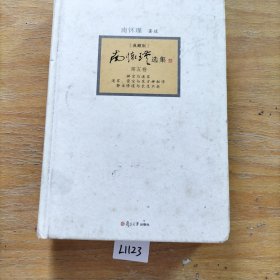 南怀瑾 著述
（典藏版）
南怀瑾选集
第五卷
禅宗与道家
道家、密宗与东方神秘学
静坐修道与长生不老
复旦大学出版社
L1123